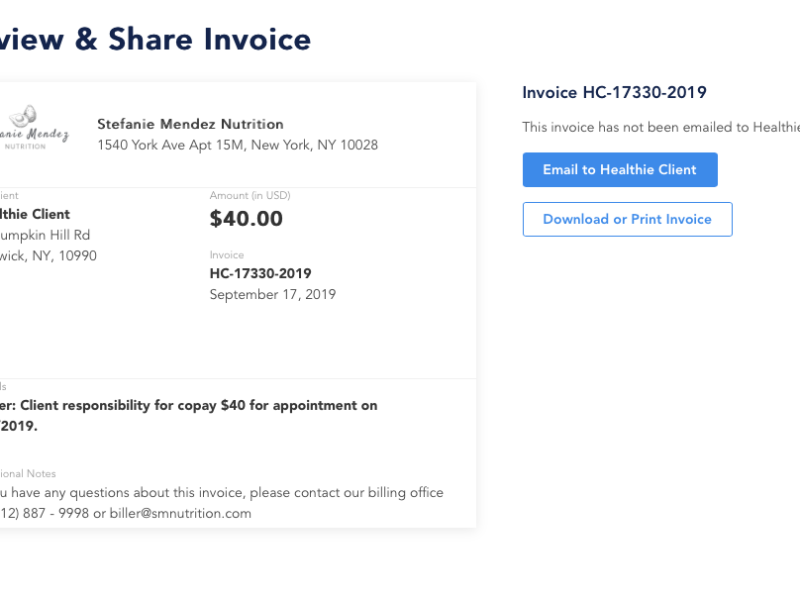 view & Share Invoice
anie Mendez
NUTRITION
Stefanie Mendez Nutrition
1540 York Ave Apt 15M, New York, NY 10028
ient
lthie Client
umpkin Hill Rd
wick, NY, 10990
Amount (in USD)
$40.00
Invoice
HC-17330-2019
September 17, 2019
ls
er: Client responsibility for copay $40 for appointment on
/2019.
ional Notes
u have any questions about this invoice, please contact our billing office
12) 887 - 9998 or biller@smnutrition.com
Invoice HC-17330-2019
This invoice has not been emailed to Healthie
Email to Healthie Client
Download or Print Invoice